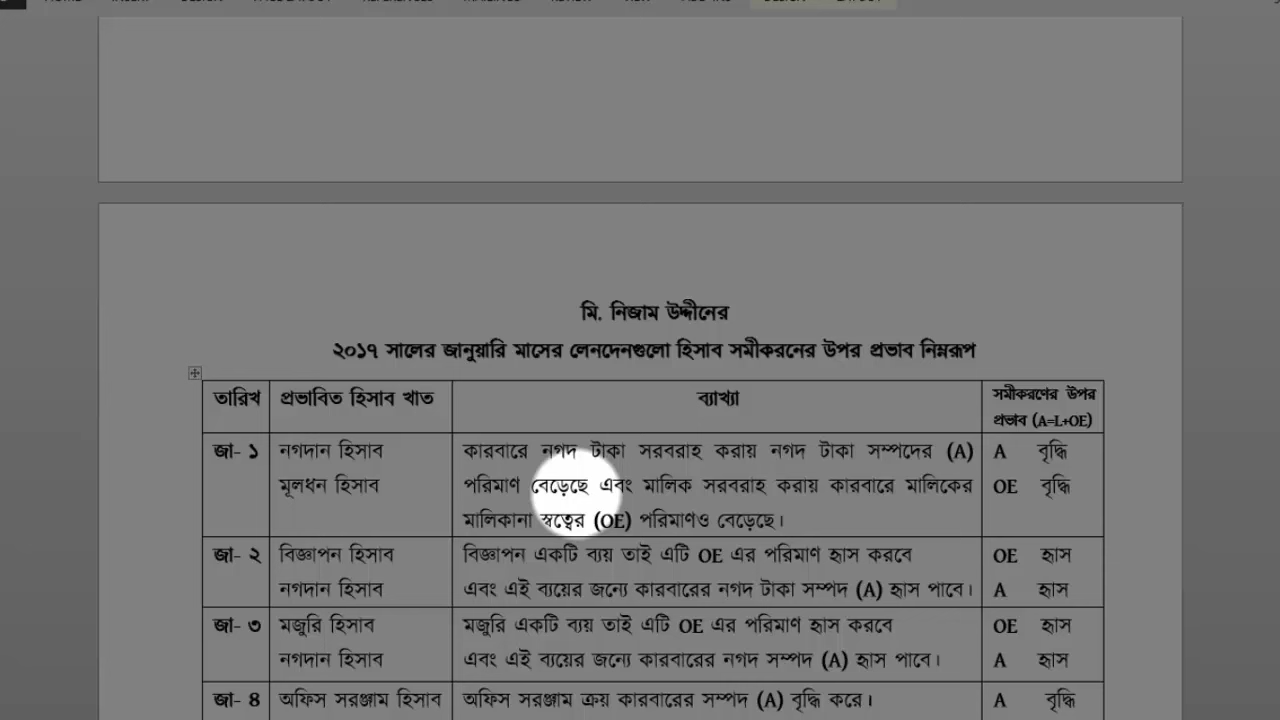 মি. নিজাম উদ্দীনের
২০১৭ সালের জানুয়ারি মাসের লেনদেনগুলো হিসাব সমীকরনের উপর প্রভাব নিম্নরূপ
তারিখ প্রভাবিত হিসাব খাত ব্যাখ্যা সমীকরণের উপর
প্রভাব (A=L+OE)
জা- ১ নগদান হিসাব কারবারে নগদ টাকা সরবরাহ করায় নগদ টাকা সম্পদের (A) A বৃদ্ধি
মূলধন হিসাব পরিমাণ বেড়েছে এবং মালিক সরবরাহ করায় কারবারে মালিকের OE বৃদ্ধি
মালিকানা স্বত্বের (OE) পরিমাণও বেড়েছে।
জা- ২ বিজ্ঞাপন হিসাব বিজ্ঞাপন একটি ব্যয় তাই এটি OE এর পরিমাণ হ্রাস করবে OE হ্রাস
নগদান হিসাব এবং এই ব্যয়ের জন্যে কারবারের নগদ টাকা সম্পদ (A) হ্রাস পাবে। A হ্রাস
জা- ৩ মজুরি হিসাব মজুরি একটি ব্যয় তাই এটি OE এর পরিমাণ হ্রাস করবে OE হ্রাস
নগদান হিসাব এবং এই ব্যয়ের জন্যে কারবারের নগদ সম্পদ (A) হ্রাস পাবে। A হ্রাস
জা- ৪ অফিস সরঞ্জাম হিসাব অফিস সরঞ্জাম ক্রয় কারবারের সম্পদ (A) বৃদ্ধি করে। A বৃদ্ধি